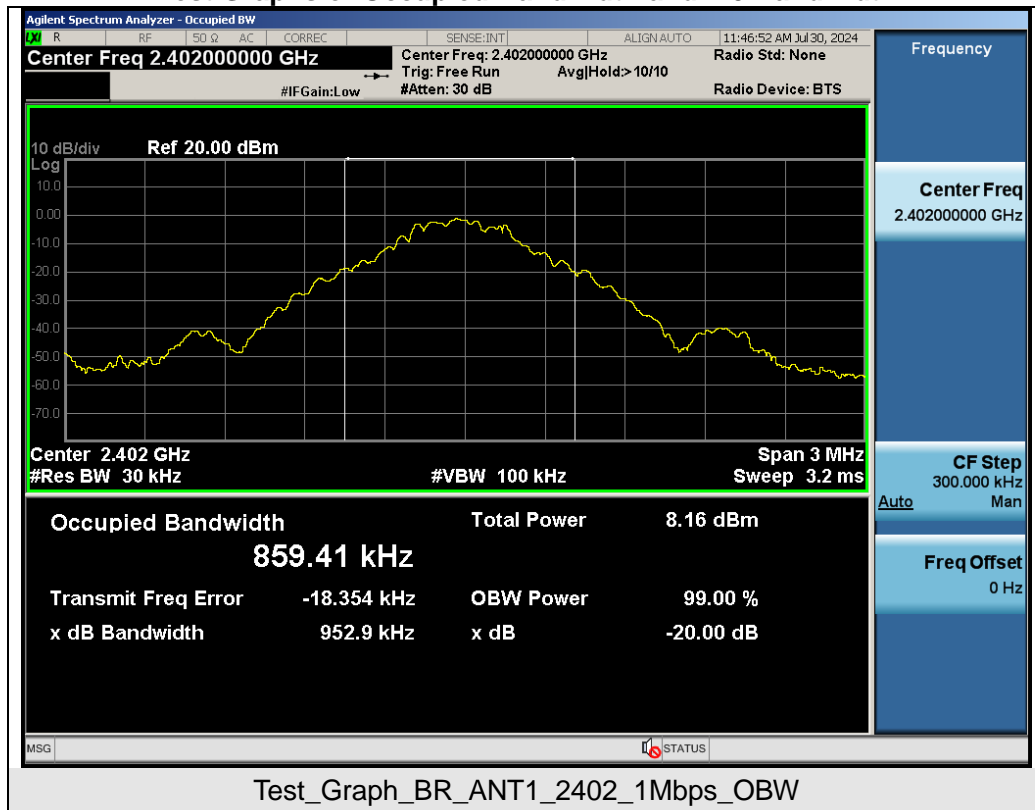 Agilent Spectrum Analyzer - Occupied BW
LXI R RF 50 Ω AC CORREC SENSE:INT ALIGN AUTO 11:46:52 AM Jul 30, 2024
Center Freq 2.402000000 GHz Center Freq: 2.402000000 GHz Radio Std: None
Trig: Free Run Avg|Hold:> 10/10
#IFGain:Low #Atten: 30 dB Radio Device: BTS
10 dB/div Ref 20.00 dBm
Log
10.0
0.00
-10.0
-20.0
-30.0
-40.0
-50.0
-60.0
-70.0
Center 2.402 GHz Span 3 MHz
#Res BW 30 kHz #VBW 100 kHz Sweep 3.2 ms
Occupied Bandwidth Total Power 8.16 dBm
859.41 kHz
Transmit Freq Error -18.354 kHz OBW Power 99.00 %
x dB Bandwidth 952.9 kHz x dB -20.00 dB
Frequency
Center Freq
2.402000000 GHz
CF Step
300.000 kHz
Auto Man
Freq Offset
0 Hz
MSG STATUS
Test_Graph_BR_ANT1_2402_1Mbps_OBW